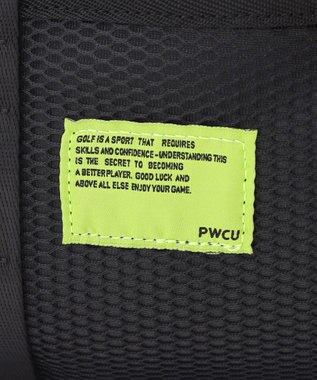 GOLF IS A SPORT THAT REQUIRES
SKILLS AND CONFIDENCE-UNDERSTANDING THIS
IS THE SECRET TO BECOMING
A BETTER PLAYER. GOOD LUCK AND
ABOVE ALL ELSE ENJOY YOUR GAME.
PWCU